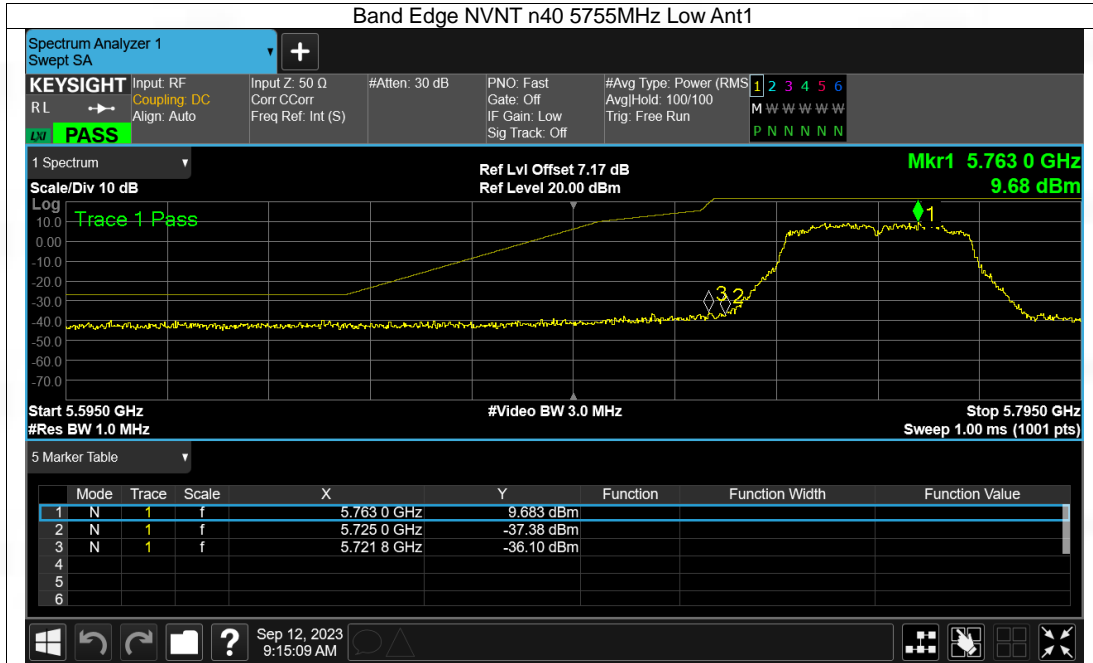 Band Edge NVNT n40 5755MHz Low Ant1
Spectrum Analyzer 1
Swept SA
+
KEYSIGHT
R L
LXI PASS
Input: RF
Coupling: DC
Align: Auto
Input Z: 50 Ω
Corr CCorr
Freq Ref: Int (S)
#Atten: 30 dB
PNO: Fast
Gate: Off
IF Gain: Low
Sig Track: Off
#Avg Type: Power (RMS
Avg|Hold: 100/100
Trig: Free Run
1 2 3 4 5 6
M W W W W W
P N N N N N
1 Spectrum
Scale/Div 10 dB
Ref Lvl Offset 7.17 dB
Ref Level 20.00 dBm
Mkr1 5.763 0 GHz
9.68 dBm
Log
Trace 1 Pass
10.0
0.00
-10.0
-20.0
-30.0
-40.0
-50.0
-60.0
-70.0
1
3 2
Start 5.5950 GHz
#Video BW 3.0 MHz
Stop 5.7950 GHz
#Res BW 1.0 MHz
Sweep 1.00 ms (1001 pts)
5 Marker Table
Mode Trace Scale X Y Function Function Width Function Value
1 N 1 f 5.763 0 GHz 9.683 dBm
2 N 1 f 5.725 0 GHz -37.38 dBm
3 N 1 f 5.721 8 GHz -36.10 dBm
4
5
6
?
Sep 12, 2023
9:15:09 AM